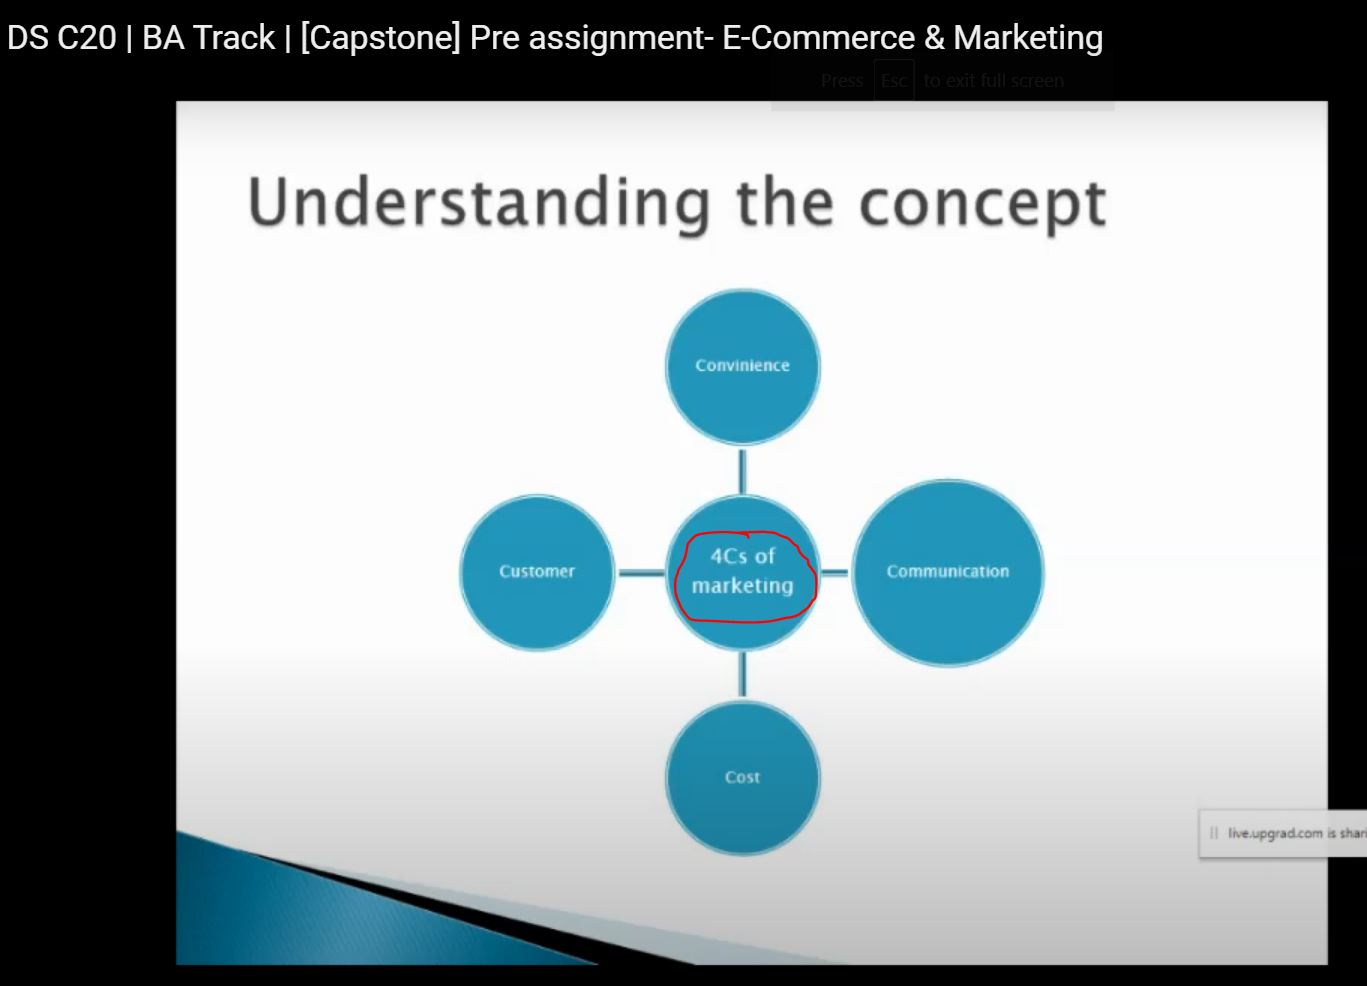 DS C20 | BA Track | [Capstone] Pre assignment- E-Commerce & Marketing
Press Esc to exit full screen
Understanding the concept
Convinience
Customer
4Cs of
marketing
Communication
Cost
live.upgrad.com is shari